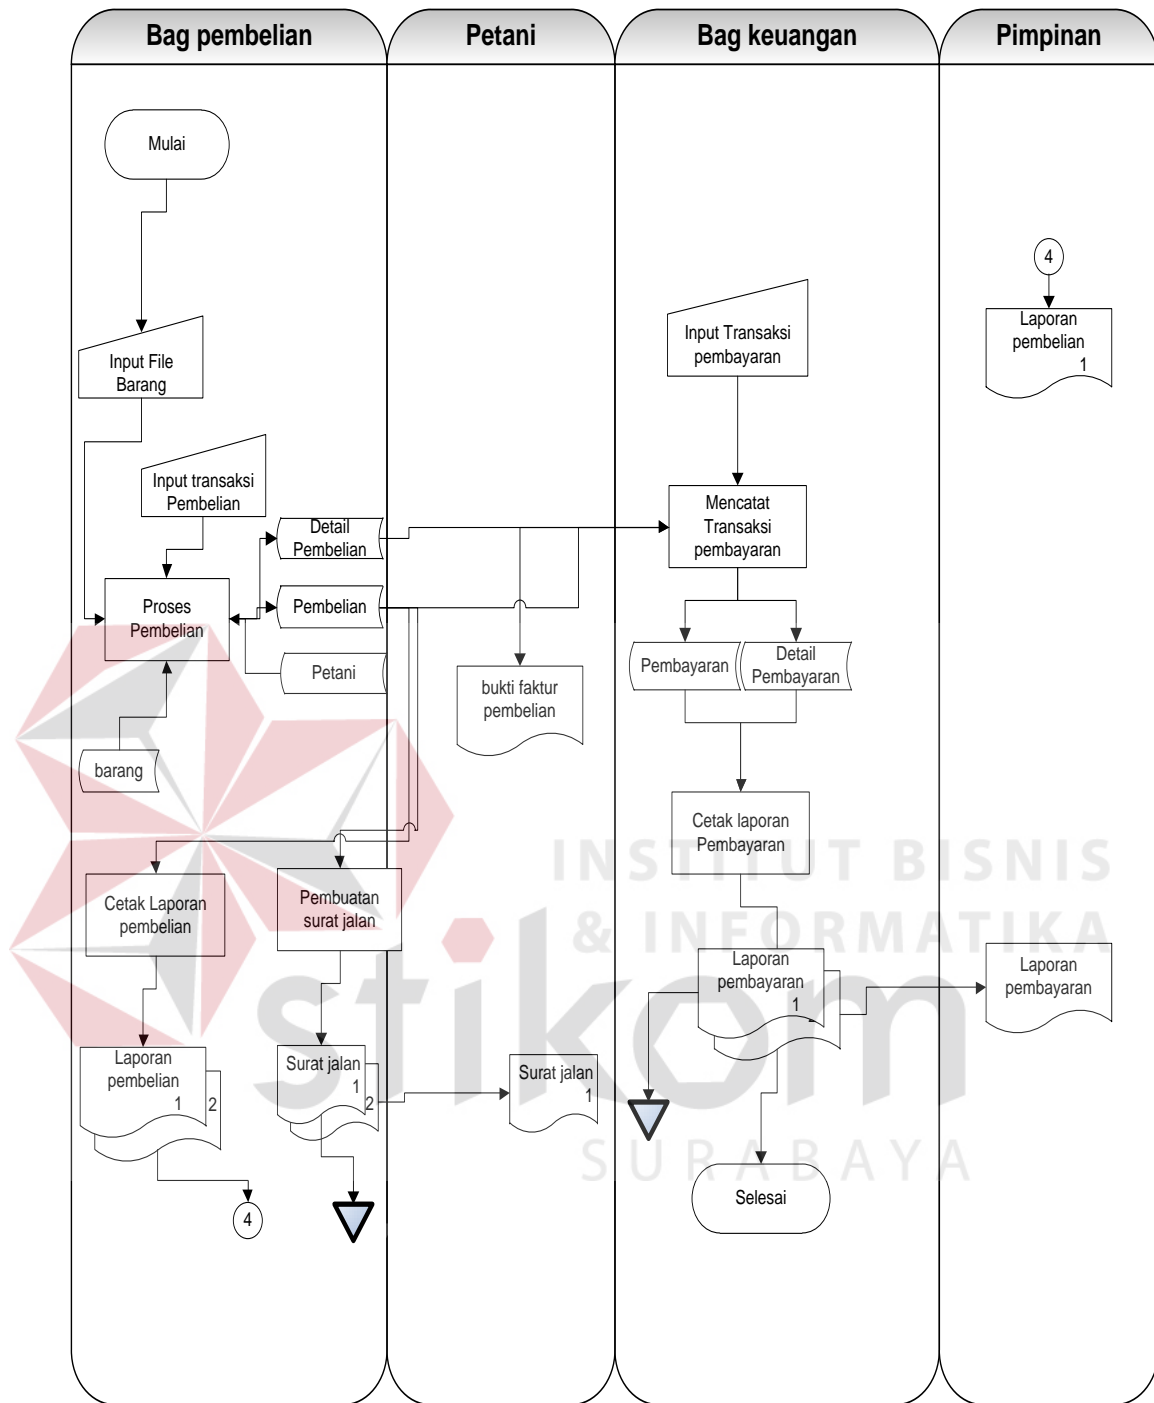 Bag pembelian
Petani
Bag keuangan
Pimpinan
Mulai
4
Laporan
pembelian
1
Input Transaksi
pembayaran
Input File
Barang
Input transaksi
Pembelian
Detail
Pembelian
Mencatat
Transaksi
pembayaran
Proses
Pembelian
Pembelian
Petani
bukti faktur
pembelian
Pembayaran
Detail
Pembayaran
barang
Cetak laporan
Pembayaran
INSTITUT BISNIS
& INFORMATIKA
stikom
SURABAYA
Cetak Laporan
pembelian
Pembuatan
surat jalan
Laporan
pembayaran
1
Laporan
pembayaran
Laporan
pembelian
1
2
Surat jalan
1
2
Surat jalan
1
4
Selesai